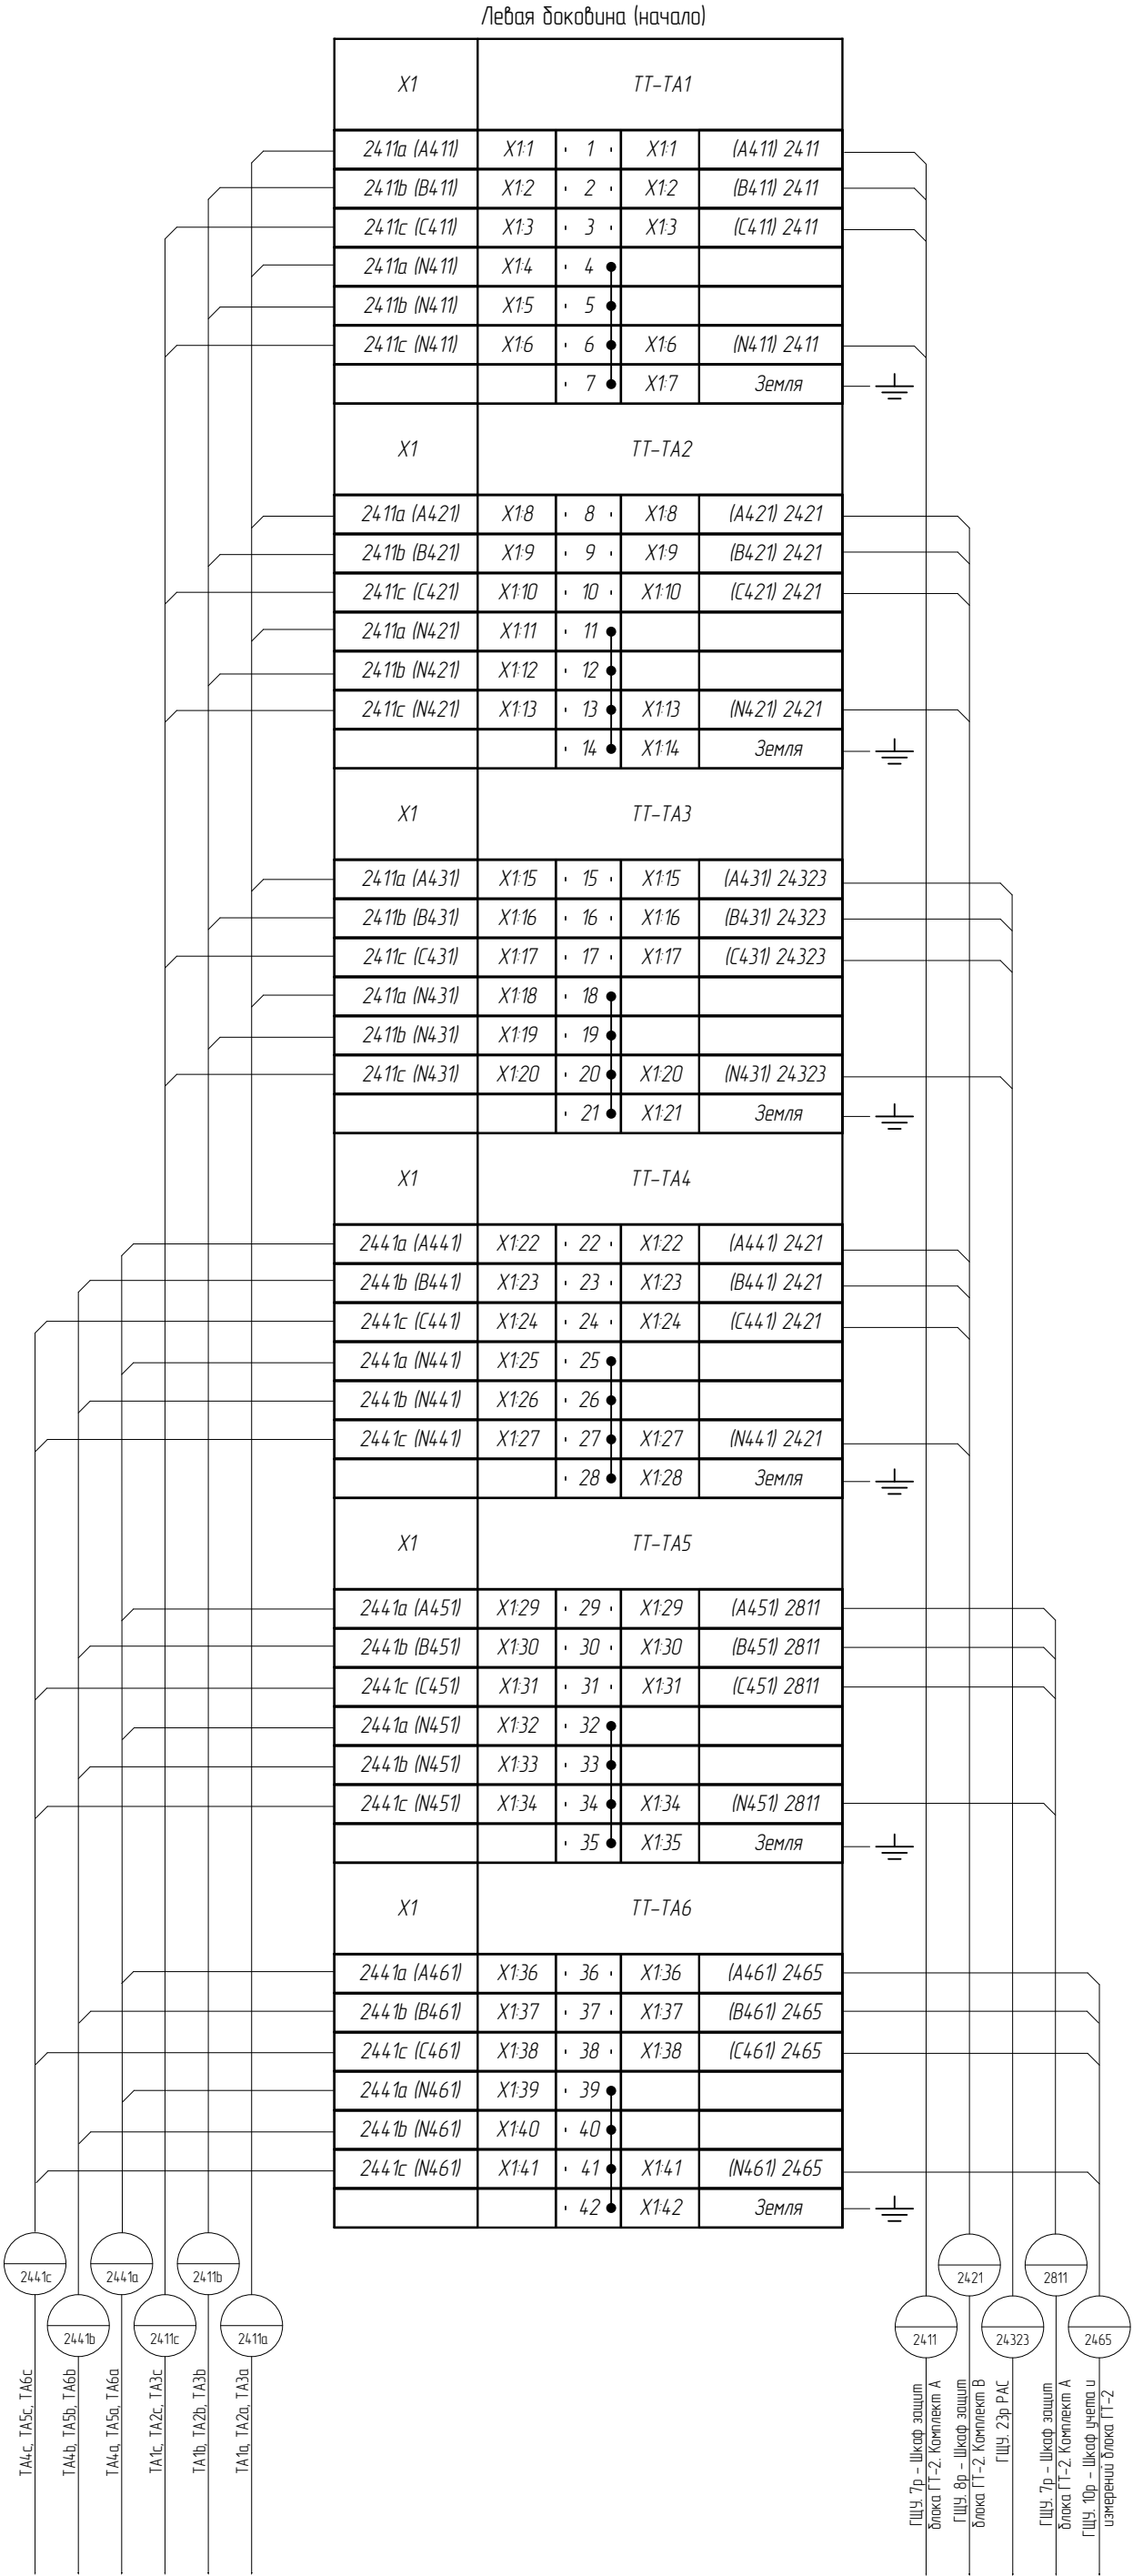 Левая боковина (начало)
X1 ТТ-ТА1
2411a (A411) X1:1 1 X1:1 (A411) 2411
2411b (B411) X1:2 2 X1:2 (B411) 2411
2411c (C411) X1:3 3 X1:3 (C411) 2411
2411a (N411) X1:4 4
2411b (N411) X1:5 5
2411c (N411) X1:6 6 X1:6 (N411) 2411
7 X1:7 Земля
X1 ТТ-ТА2
2411a (A421) X1:8 8 X1:8 (A421) 2421
2411b (B421) X1:9 9 X1:9 (B421) 2421
2411c (C421) X1:10 10 X1:10 (C421) 2421
2411a (N421) X1:11 11
2411b (N421) X1:12 12
2411c (N421) X1:13 13 X1:13 (N421) 2421
14 X1:14 Земля
X1 ТТ-ТА3
2411a (A431) X1:15 15 X1:15 (A431) 24323
2411b (B431) X1:16 16 X1:16 (B431) 24323
2411c (C431) X1:17 17 X1:17 (C431) 24323
2411a (N431) X1:18 18
2411b (N431) X1:19 19
2411c (N431) X1:20 20 X1:20 (N431) 24323
21 X1:21 Земля
X1 ТТ-ТА4
2441a (A441) X1:22 22 X1:22 (A441) 2421
2441b (B441) X1:23 23 X1:23 (B441) 2421
2441c (C441) X1:24 24 X1:24 (C441) 2421
2441a (N441) X1:25 25
2441b (N441) X1:26 26
2441c (N441) X1:27 27 X1:27 (N441) 2421
28 X1:28 Земля
X1 ТТ-ТА5
2441a (A451) X1:29 29 X1:29 (A451) 2811
2441b (B451) X1:30 30 X1:30 (B451) 2811
2441c (C451) X1:31 31 X1:31 (C451) 2811
2441a (N451) X1:32 32
2441b (N451) X1:33 33
2441c (N451) X1:34 34 X1:34 (N451) 2811
35 X1:35 Земля
X1 ТТ-ТА6
2441a (A461) X1:36 36 X1:36 (A461) 2465
2441b (B461) X1:37 37 X1:37 (B461) 2465
2441c (C461) X1:38 38 X1:38 (C461) 2465
2441a (N461) X1:39 39
2441b (N461) X1:40 40
2441c (N461) X1:41 41 X1:41 (N461) 2465
42 X1:42 Земля
2441c 2441a 2411b 2421 2811
2441b 2411c 2411a 2411 24323 2465
TA4c, TA5c, TA6c
TA4b, TA5b, TA6b
TA4a, TA5a, TA6a
TA1c, TA2c, TA3c
TA1b, TA2b, TA3b
TA1a, TA2a, TA3a
ГЩУ. 7р - Шкаф защит
блока ГТ-2. Комплект А
ГЩУ. 8р - Шкаф защит
блока ГТ-2. Комплект В
ГЩУ. 23р РАС
ГЩУ. 7р - Шкаф защит
блока ГТ-2. Комплект А
ГЩУ. 10р - Шкаф учета и
измерений блока ГТ-2